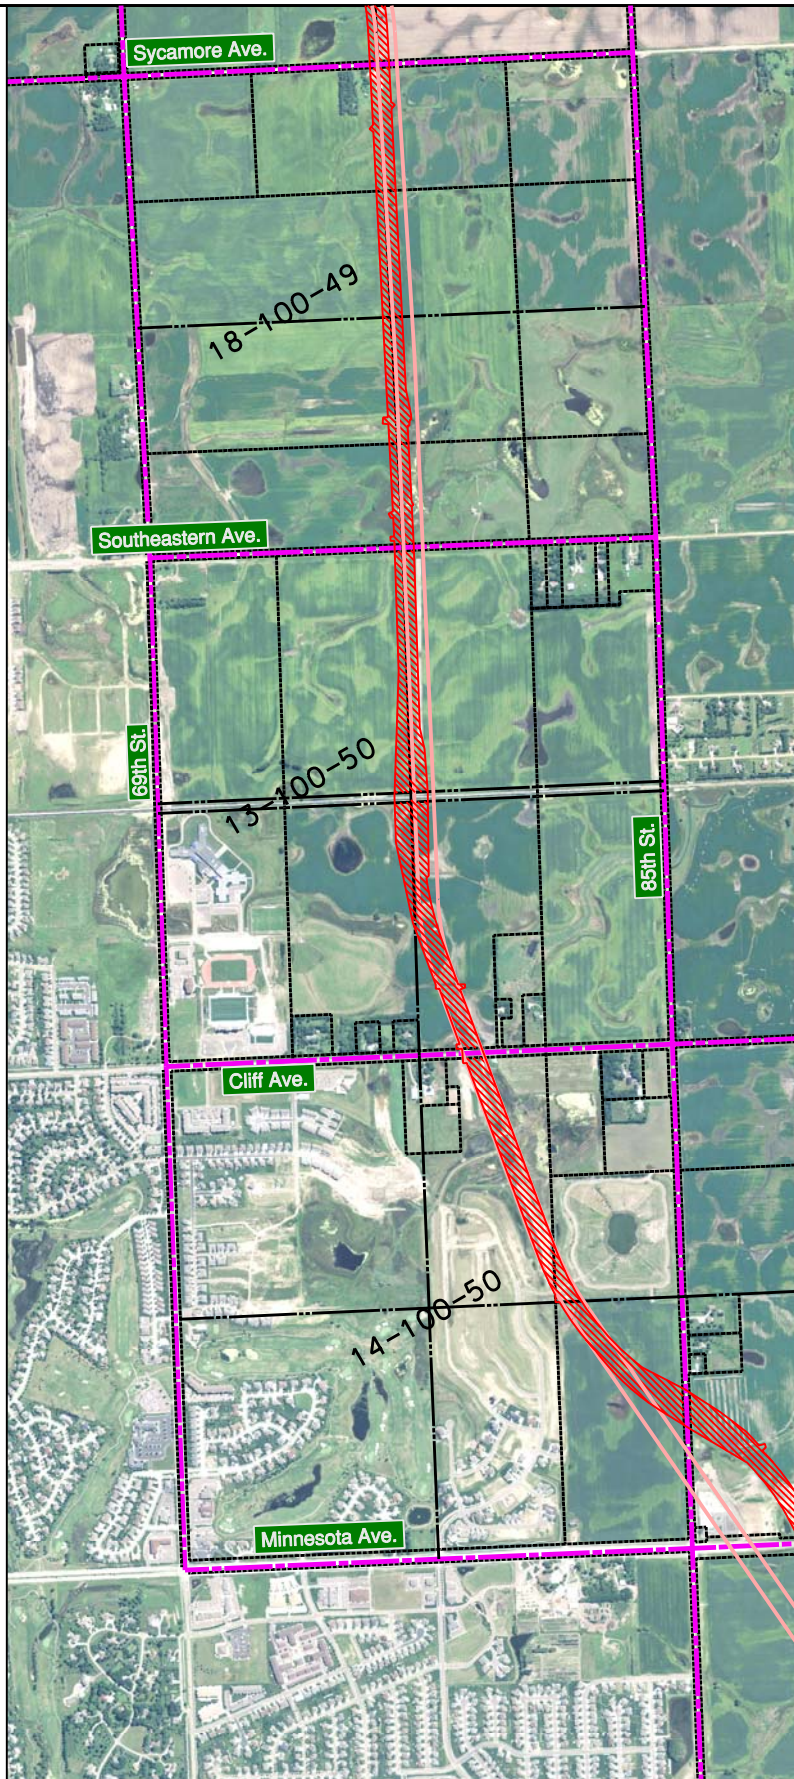 Sycamore Ave.
18-100-49
Southeastern Ave.
69th St.
13-100-50
85th St.
Cliff Ave.
14-100-50
Minnesota Ave.